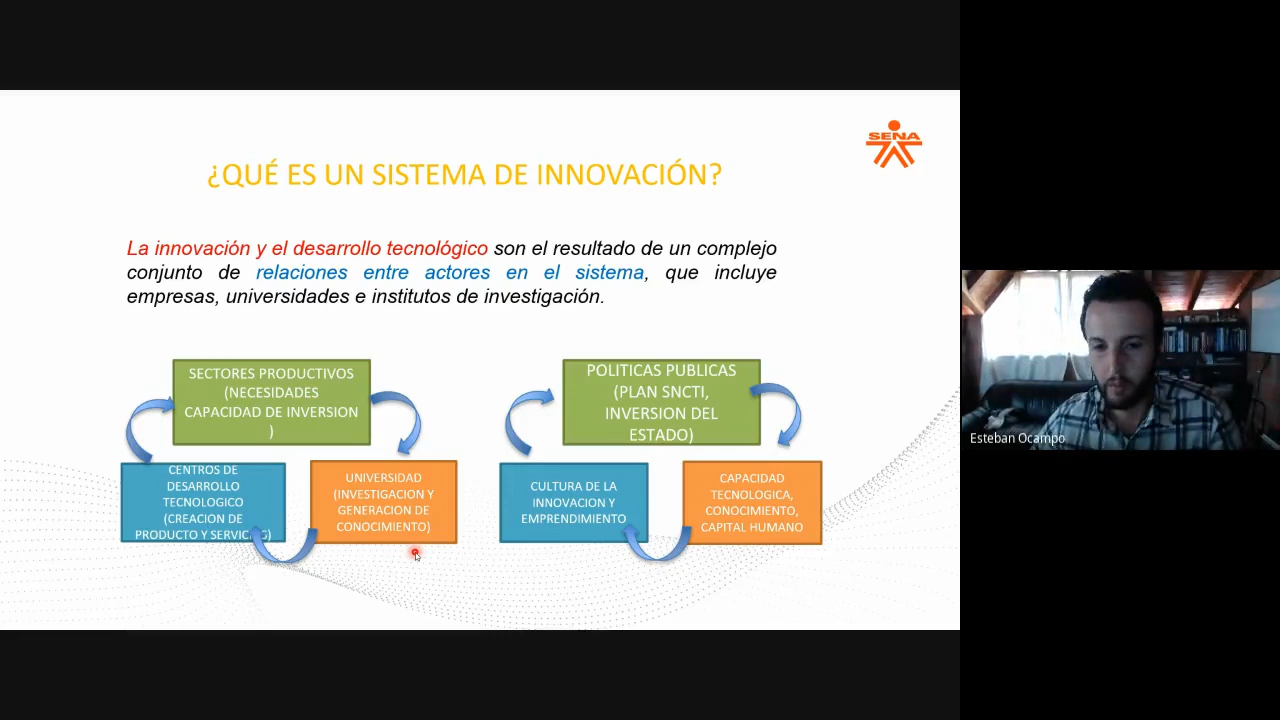 SENA
¿QUÉ ES UN SISTEMA DE INNOVACIÓN?
La innovación y el desarrollo tecnológico son el resultado de un complejo
conjunto de relaciones entre actores en el sistema, que incluye
empresas, universidades e institutos de investigación.
SECTORES PRODUCTIVOS
(NECESIDADES
CAPACIDAD DE INVERSION
)
CENTROS DE
DESARROLLO
TECNOLOGICO
(CREACION DE
PRODUCTO Y
UNIVERSIDAD
(INVESTIGACION Y
GENERACION DE
CONOCIMIENTO)
POLITICAS PUBLICAS
(PLAN SNCTI,
INVERSION DEL
ESTADO)
CULTURA DE LA
INNOVACION Y
EMPRENDIMIENTO
CAPACIDAD
TECNOLOGICA,
CONOCIMIENTO,
CAPITAL HUMANO
Esteban Ocampo